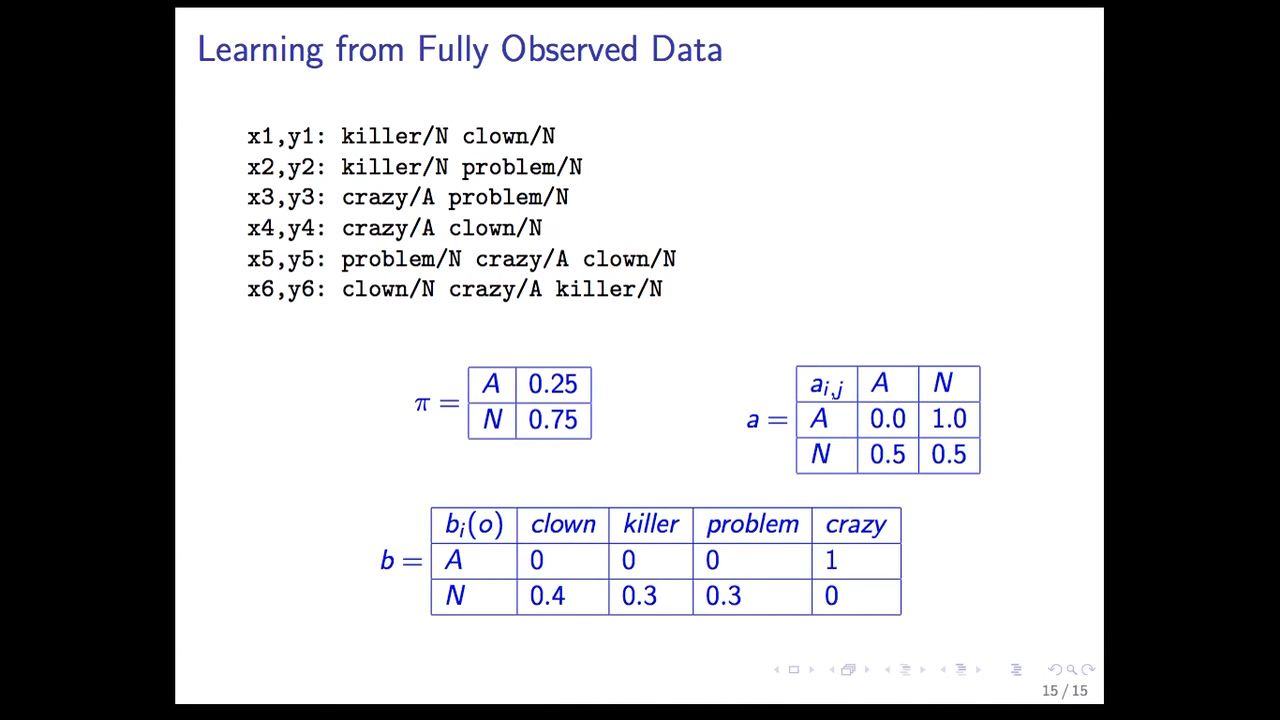 Learning from Fully Observed Data
x1,y1: killer/N clown/N
x2,y2: killer/N problem/N
x3,y3: crazy/A problem/N
x4,y4: crazy/A clown/N
x5,y5: problem/N crazy/A clown/N
x6,y6: clown/N crazy/A killer/N
π =
A 0.25
N 0.75
a =
a_{i,j} A N
A 0.0 1.0
N 0.5 0.5
b =
b_i(o) clown killer problem crazy
A 0 0 0 1
N 0.4 0.3 0.3 0
15 / 15